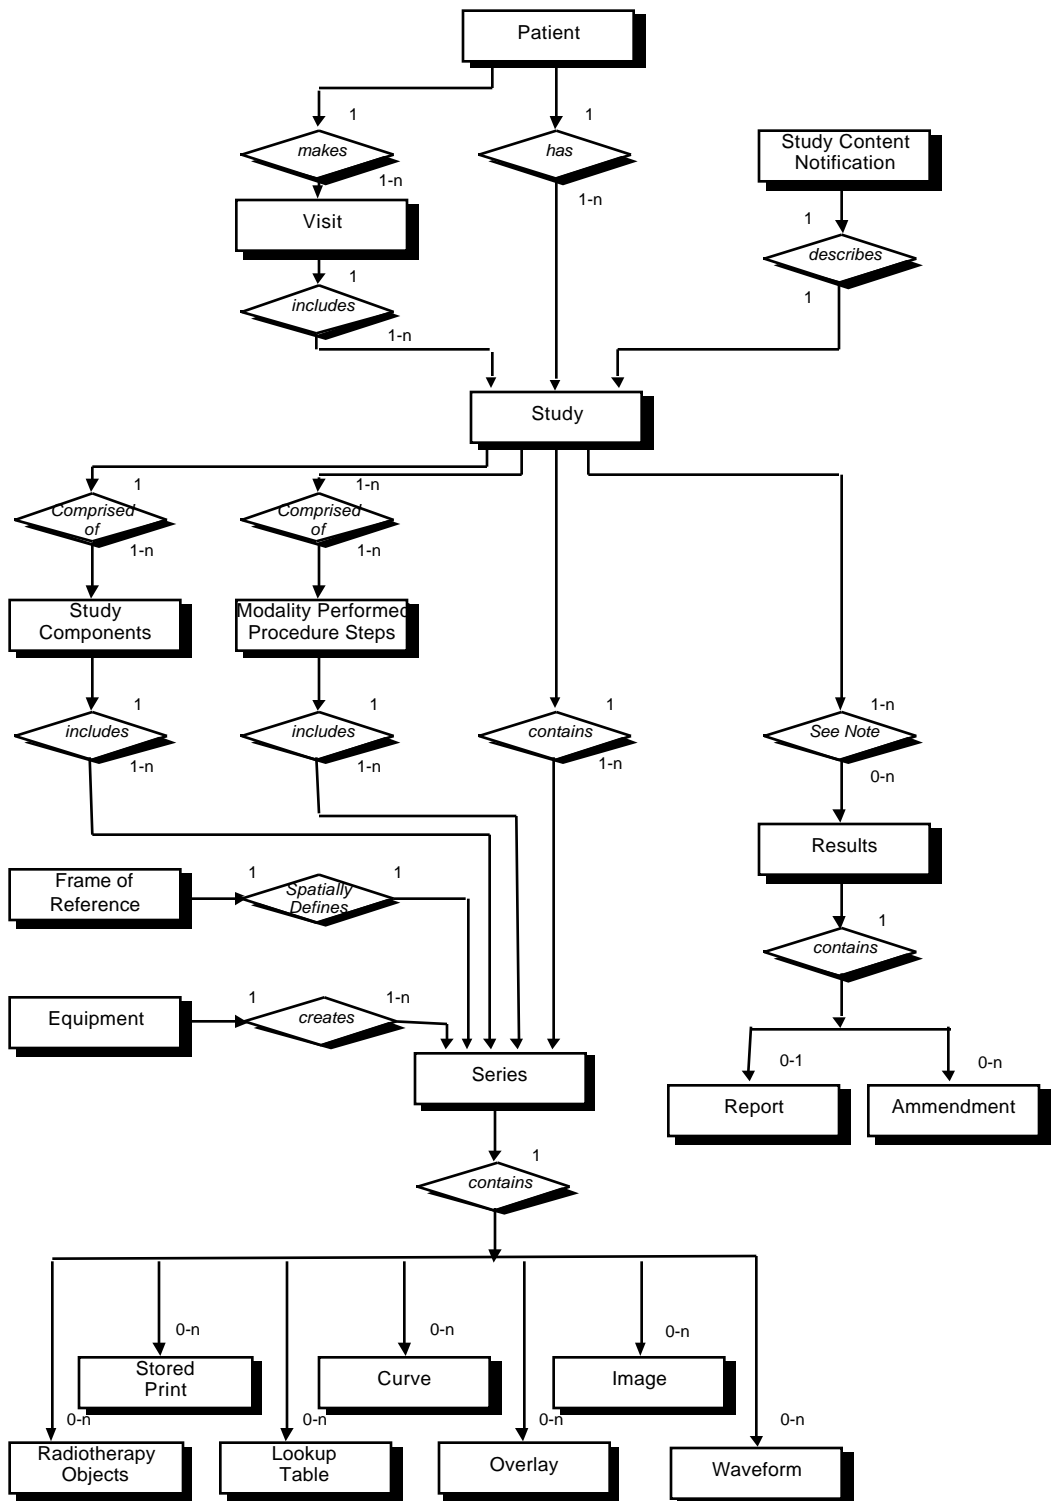 Patient
1
1
makes
has
Study Content
Notification
1-n
1-n
Visit
1
describes
1
1
includes
1-n
Study
1
1-n
Comprised
of
Comprised
of
1-n
1-n
Study
Components
Modality Performed
Procedure Steps
1
1
1
1-n
includes
includes
contains
See Note
1-n
1-n
1-n
0-n
Results
Frame of
Reference
1
Spatially
Defines
1
1
contains
Equipment
1
creates
1-n
Series
0-1
0-n
Report
Ammendment
1
contains
0-n
0-n
0-n
Stored
Print
Curve
Image
0-n
0-n
0-n
0-n
Radiotherapy
Objects
Lookup
Table
Overlay
Waveform